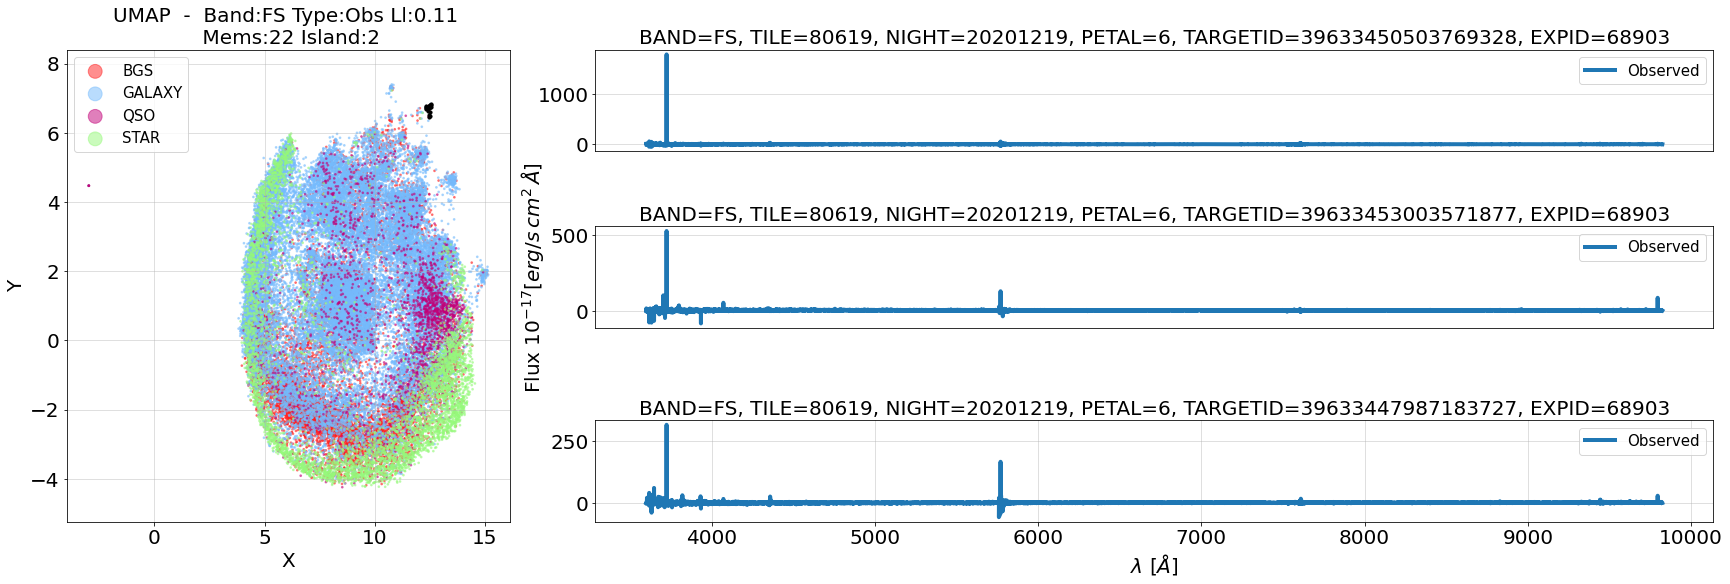 UMAP - Band:FS Type:Obs Ll:0.11
Mems:22 Island:2
BGS
GALAXY
QSO
STAR
8
6
4
2
0
−2
−4
Y
0
5
10
15
X
BAND=FS, TILE=80619, NIGHT=20201219, PETAL=6, TARGETID=39633450503769328, EXPID=68903
Observed
1000
0
BAND=FS, TILE=80619, NIGHT=20201219, PETAL=6, TARGETID=39633453003571877, EXPID=68903
Observed
500
0
Flux 10⁻¹⁷[erg/s cm² Å]
BAND=FS, TILE=80619, NIGHT=20201219, PETAL=6, TARGETID=39633447987183727, EXPID=68903
Observed
250
0
4000
5000
6000
7000
8000
9000
10000
λ [Å]